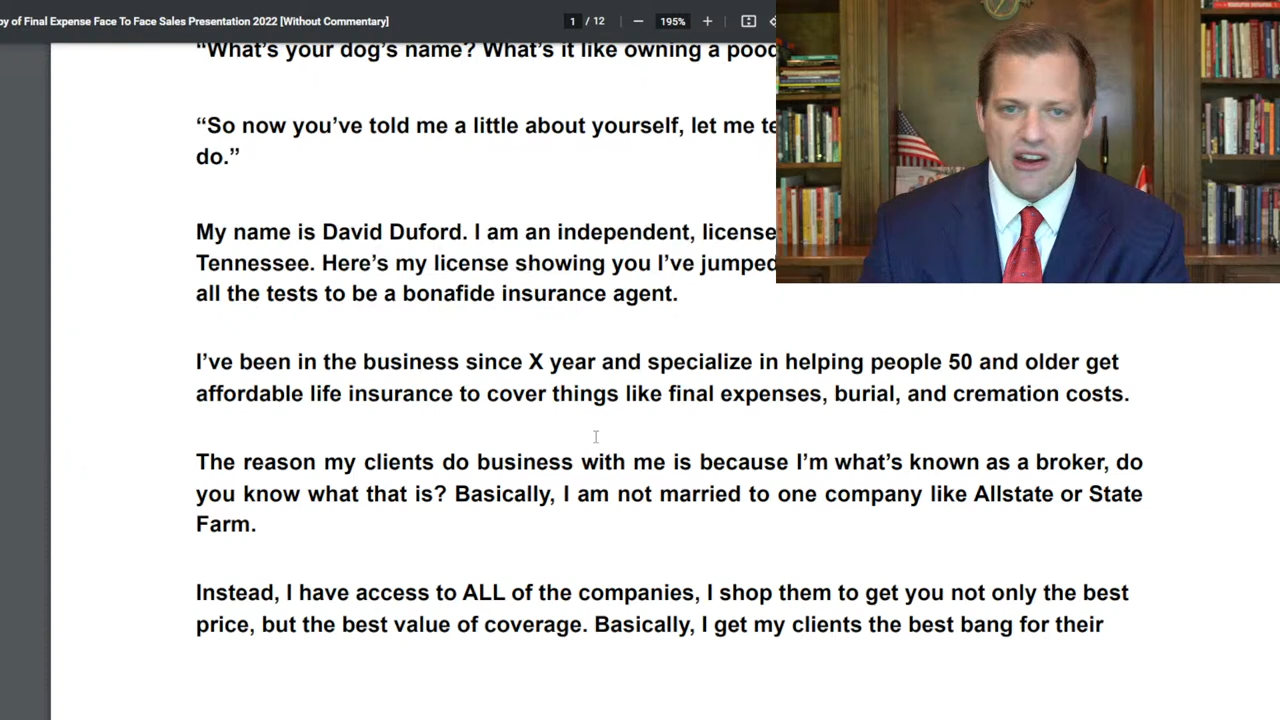 py of Final Expense Face To Face Sales Presentation 2022 [Without Commentary]
1 / 12
195%
“What’s your dog’s name? What’s it like owning a
“So now you’ve told me a little about yourself, let me
do.”
My name is David Duford. I am an independent,
Tennessee. Here’s my license showing you I’ve jumped
all the tests to be a bonafide insurance agent.
I’ve been in the business since X year and specialize in helping people 50 and older get
affordable life insurance to cover things like final expenses, burial, and cremation costs.
The reason my clients do business with me is because I’m what’s known as a broker, do
you know what that is? Basically, I am not married to one company like Allstate or State
Farm.
Instead, I have access to ALL of the companies, I shop them to get you not only the best
price, but the best value of coverage. Basically, I get my clients the best bang for their